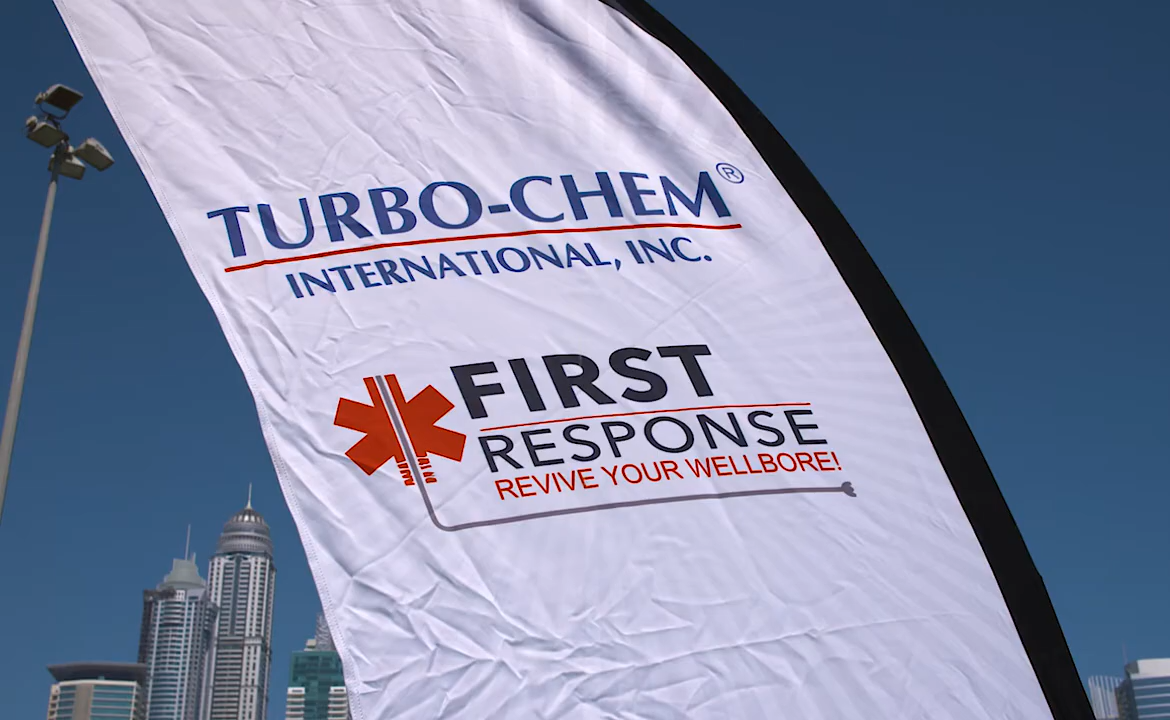 TURBO-CHEM®
INTERNATIONAL, INC.
FIRST
RESPONSE
REVIVE YOUR WELLBORE!